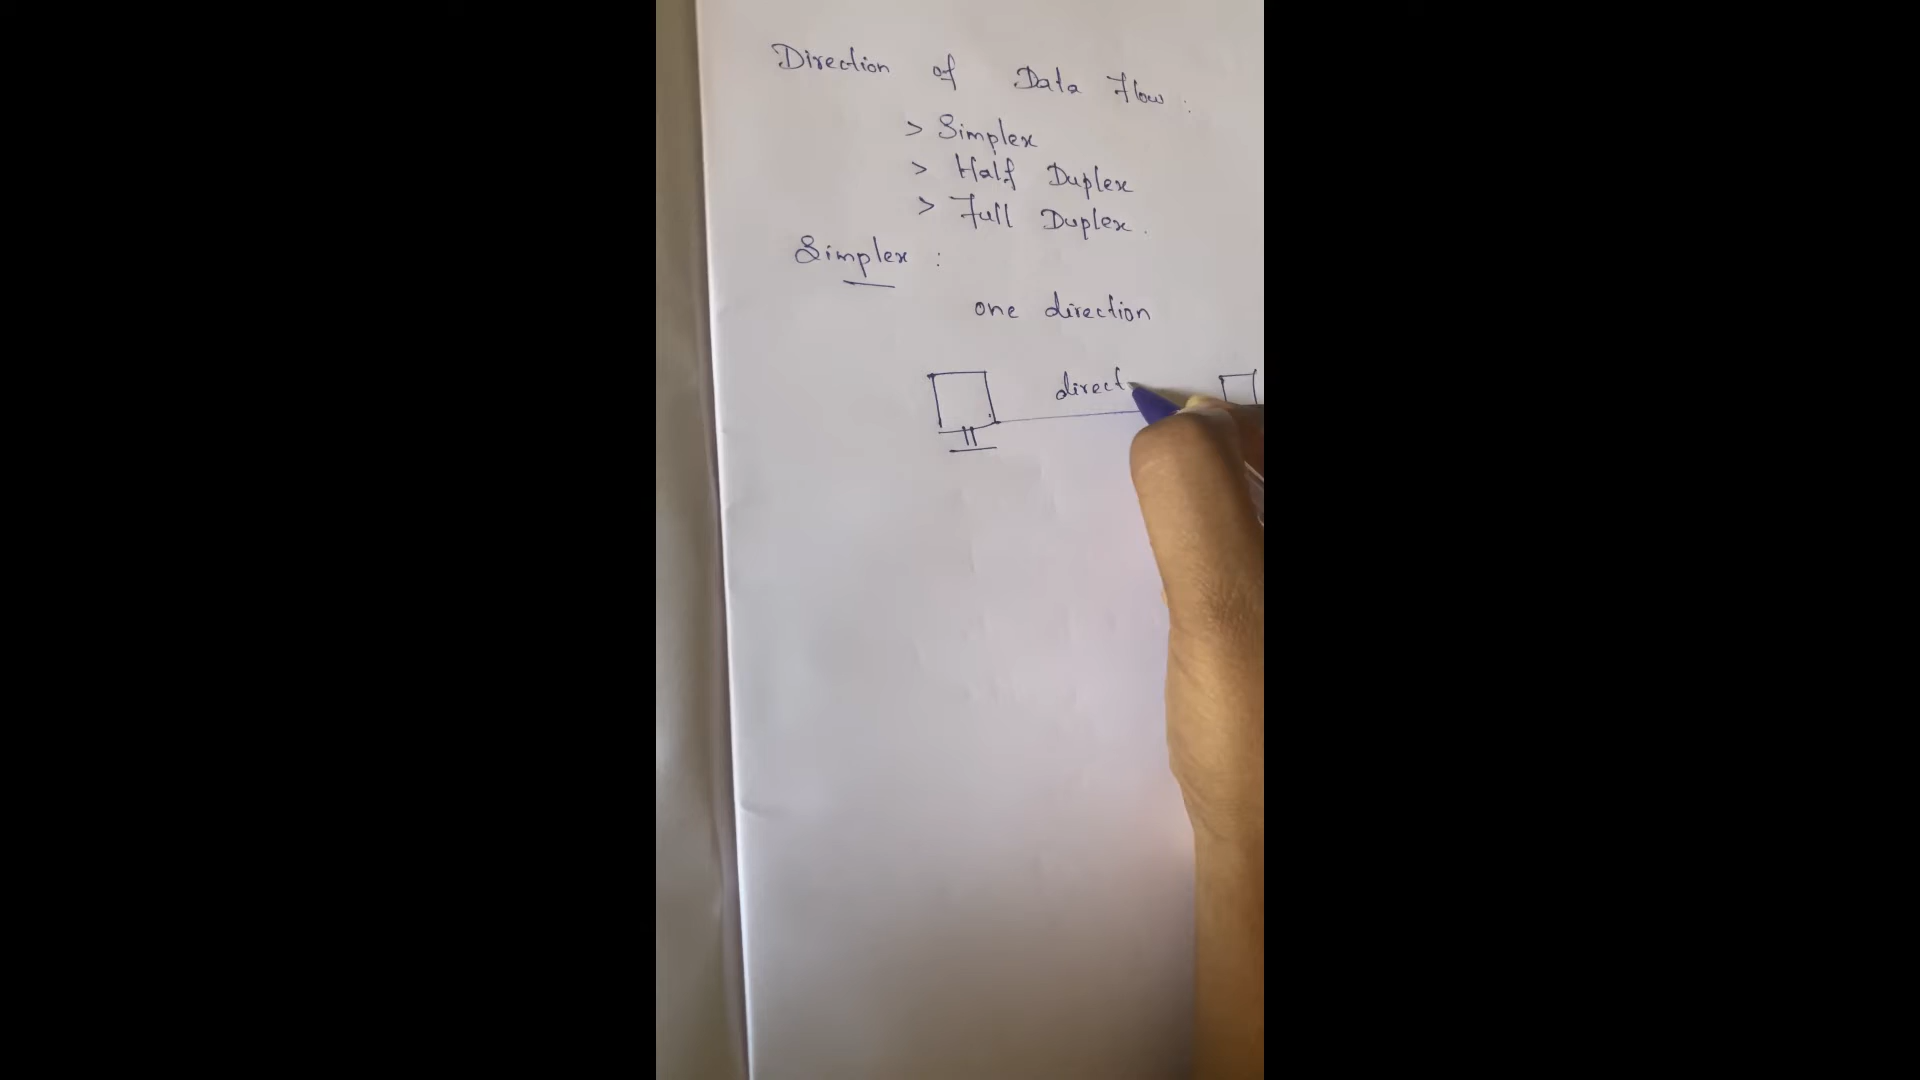 Direction of Data Flow :
> Simplex
> Half Duplex
> Full Duplex.
Simplex :
one direction
direct